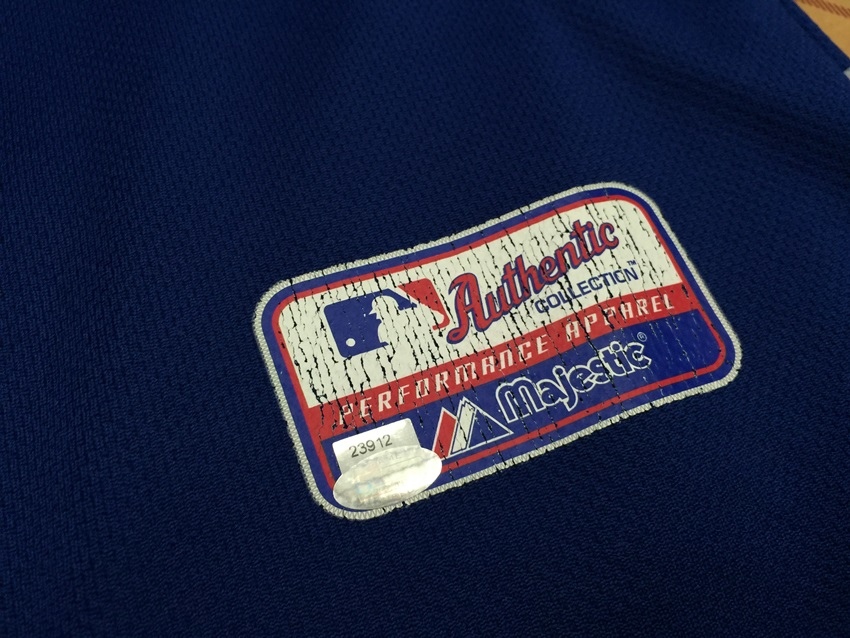 Authentic
COLLECTION™
PERFORMANCE APPAREL
Majestic®
23912